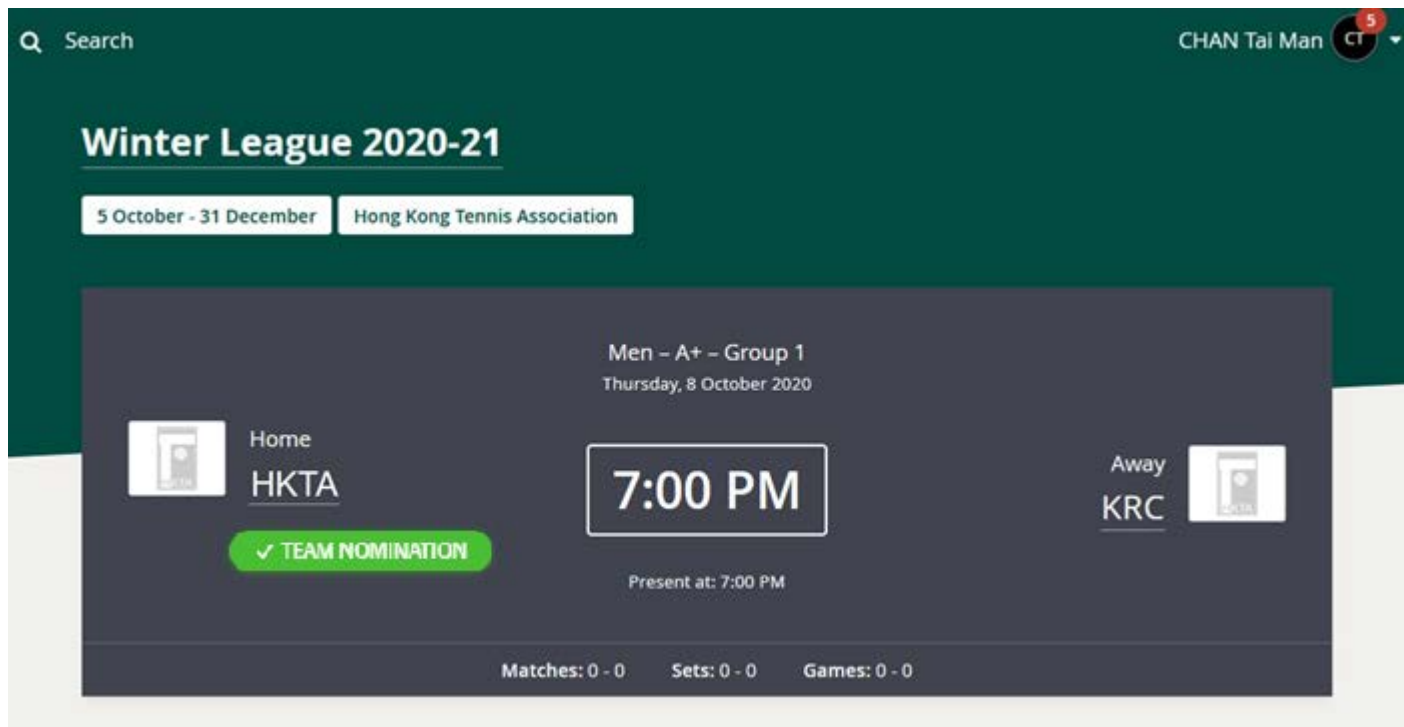 Search
CHAN Tai Man
CT
5
Winter League 2020-21
5 October - 31 December
Hong Kong Tennis Association
Men – A+ – Group 1
Thursday, 8 October 2020
Home
HKTA
✓ TEAM NOMINATION
7:00 PM
Present at: 7:00 PM
Away
KRC
Matches: 0 - 0 Sets: 0 - 0 Games: 0 - 0